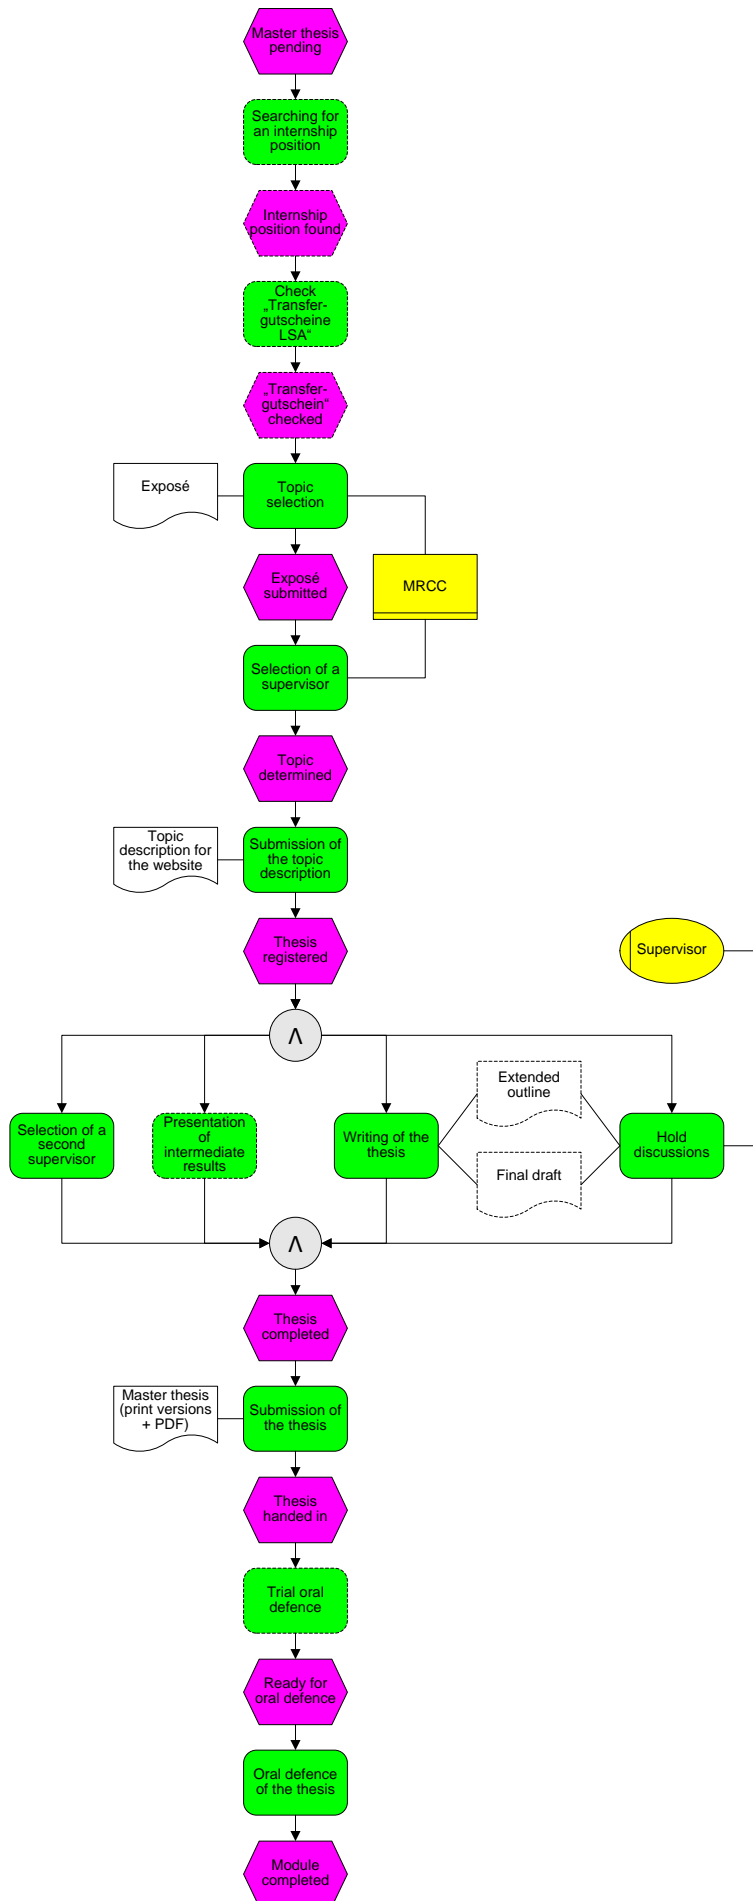 Master thesis
pending
Searching for
an internship
position
Internship
position found
Check
„Transfer-
gutscheine
LSA“
„Transfer-
gutschein“
checked
Exposé
Topic
selection
Exposé
submitted
MRCC
Selection of a
supervisor
Topic
determined
Topic
description for
the website
Submission of
the topic
description
Thesis
registered
Supervisor
Λ
Selection of a
second
supervisor
Presentation
of
intermediate
results
Writing of the
thesis
Extended
outline
Final draft
Hold
discussions
Λ
Thesis
completed
Master thesis
(print versions
+ PDF)
Submission of
the thesis
Thesis
handed in
Trial oral
defence
Ready for
oral defence
Oral defence
of the thesis
Module
completed